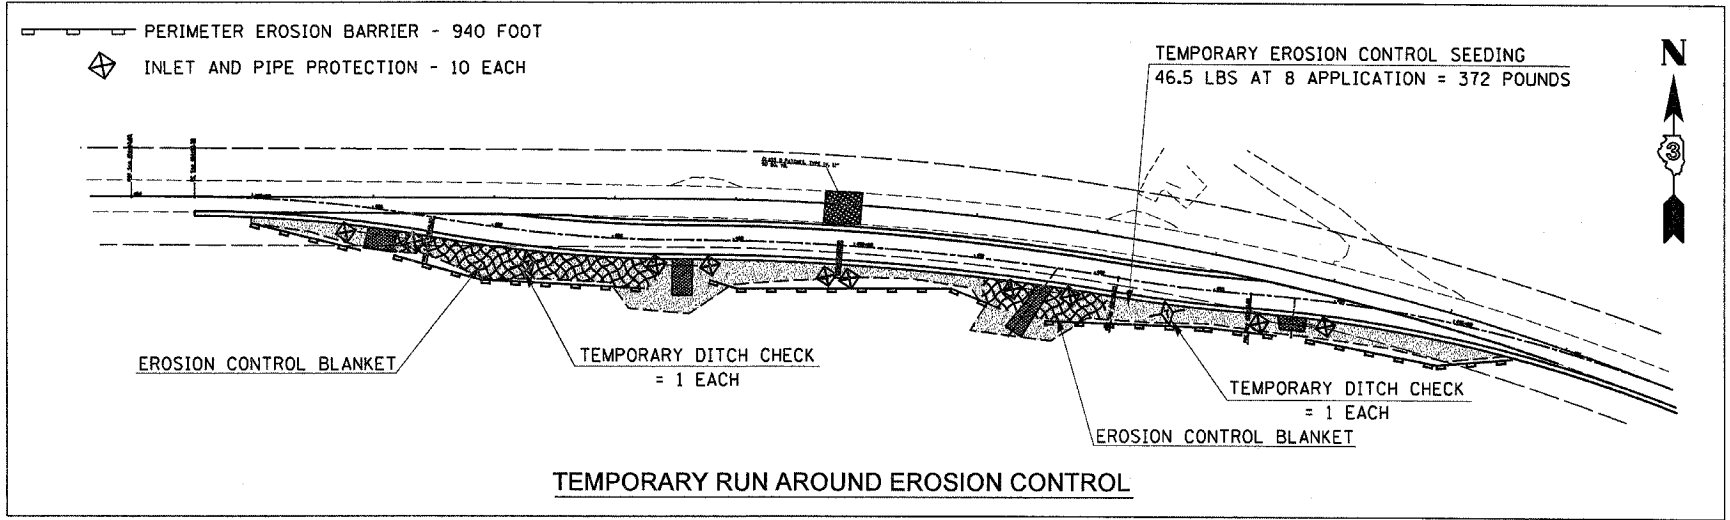 PERIMETER EROSION BARRIER - 940 FOOT
INLET AND PIPE PROTECTION - 10 EACH
TEMPORARY EROSION CONTROL SEEDING
46.5 LBS AT 8 APPLICATION = 372 POUNDS
N
3
EROSION CONTROL BLANKET
TEMPORARY DITCH CHECK
= 1 EACH
TEMPORARY DITCH CHECK
= 1 EACH
EROSION CONTROL BLANKET
TEMPORARY RUN AROUND EROSION CONTROL